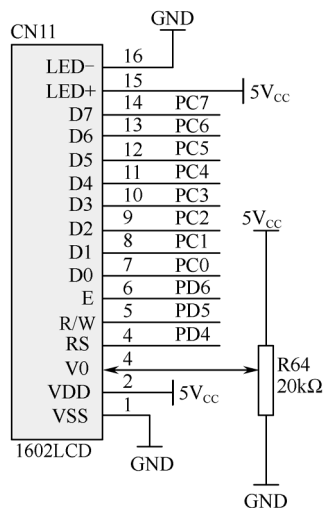 GND
CN11
LED− 16
LED+ 15 5VCC
D7 14 PC7
D6 13 PC6
D5 12 PC5
D4 11 PC4
D3 10 PC3
D2 9 PC2
5VCC
D1 8 PC1
D0 7 PC0
E 6 PD6
R/W 5 PD5
RS 4 PD4
V0 4
R64
20kΩ
VDD 2 5VCC
VSS 1
1602LCD
GND
GND